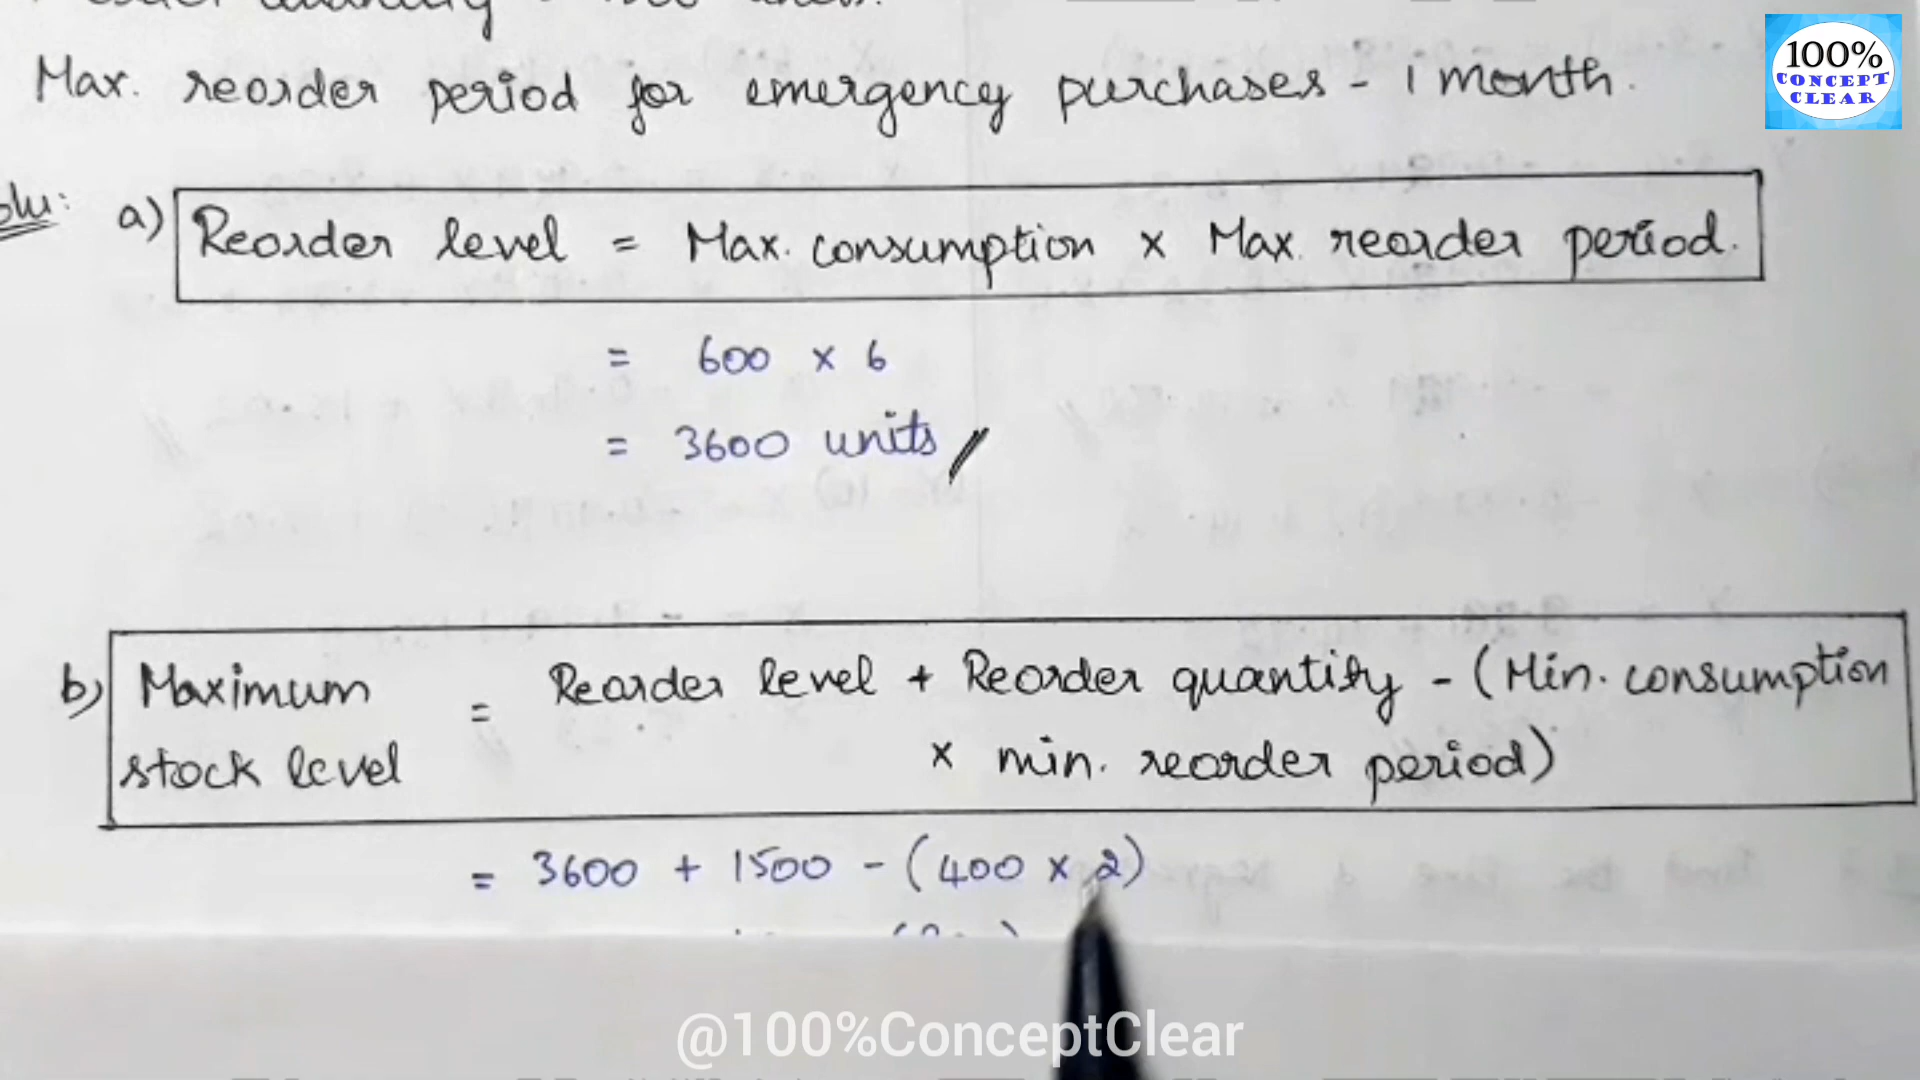 quantity
Max. reorder period for emergency purchases - 1 month.
100%
CONCEPT
CLEAR
a) Reorder level = Max. consumption x Max. reorder period.
= 600 x 6
= 3600 units
b) Maximum stock level = Reorder level + Reorder quantity - (Min. consumption
x min. reorder period)
= 3600 + 1500 - (400 x 2)
@100%ConceptClear